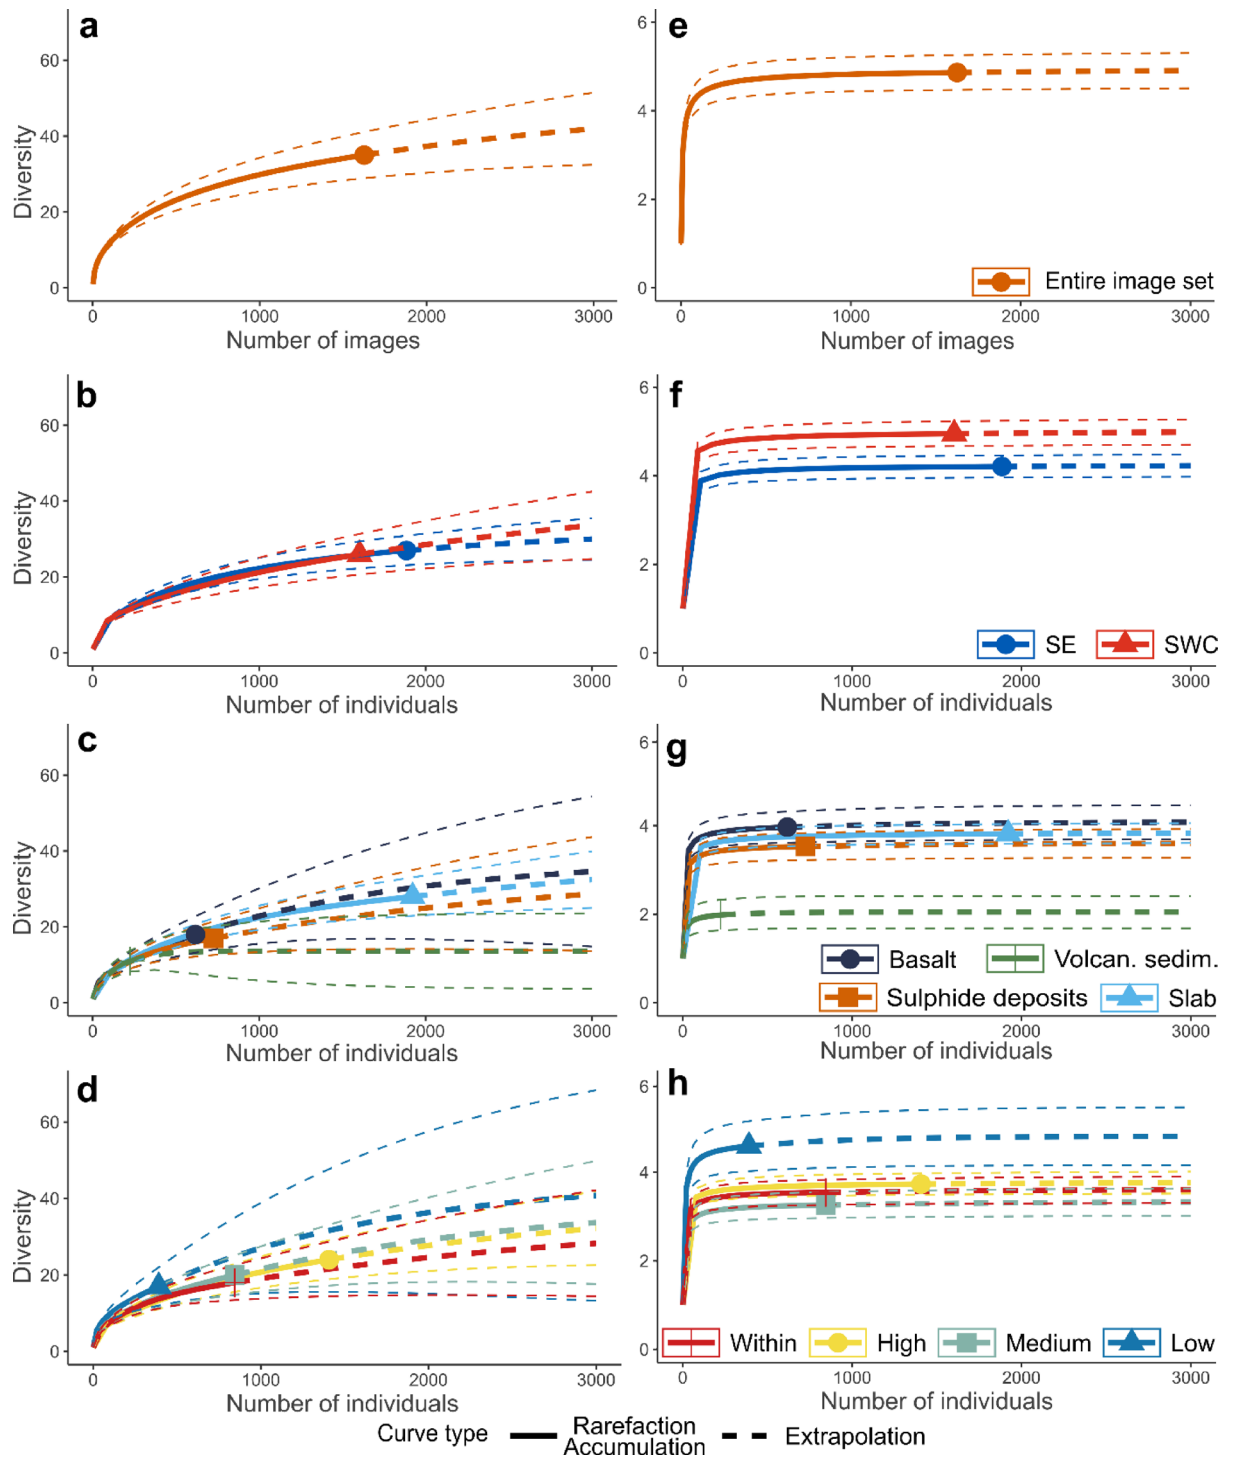 a
60
40
20
0
Diversity
0 1000 2000 3000
Number of images
e
6
4
2
0
Entire image set
0 1000 2000 3000
Number of images
b
60
40
20
0
Diversity
0 1000 2000 3000
Number of individuals
f
6
4
2
0
SE SWC
0 1000 2000 3000
Number of individuals
c
60
40
20
0
Diversity
0 1000 2000 3000
Number of individuals
g
6
4
2
0
Basalt Volcan. sedim.
Sulphide deposits Slab
0 1000 2000 3000
Number of individuals
d
60
40
20
0
Diversity
0 1000 2000 3000
Number of individuals
h
6
4
2
0
Within High Medium Low
0 1000 2000 3000
Number of individuals
Curve type Rarefaction Extrapolation
Accumulation